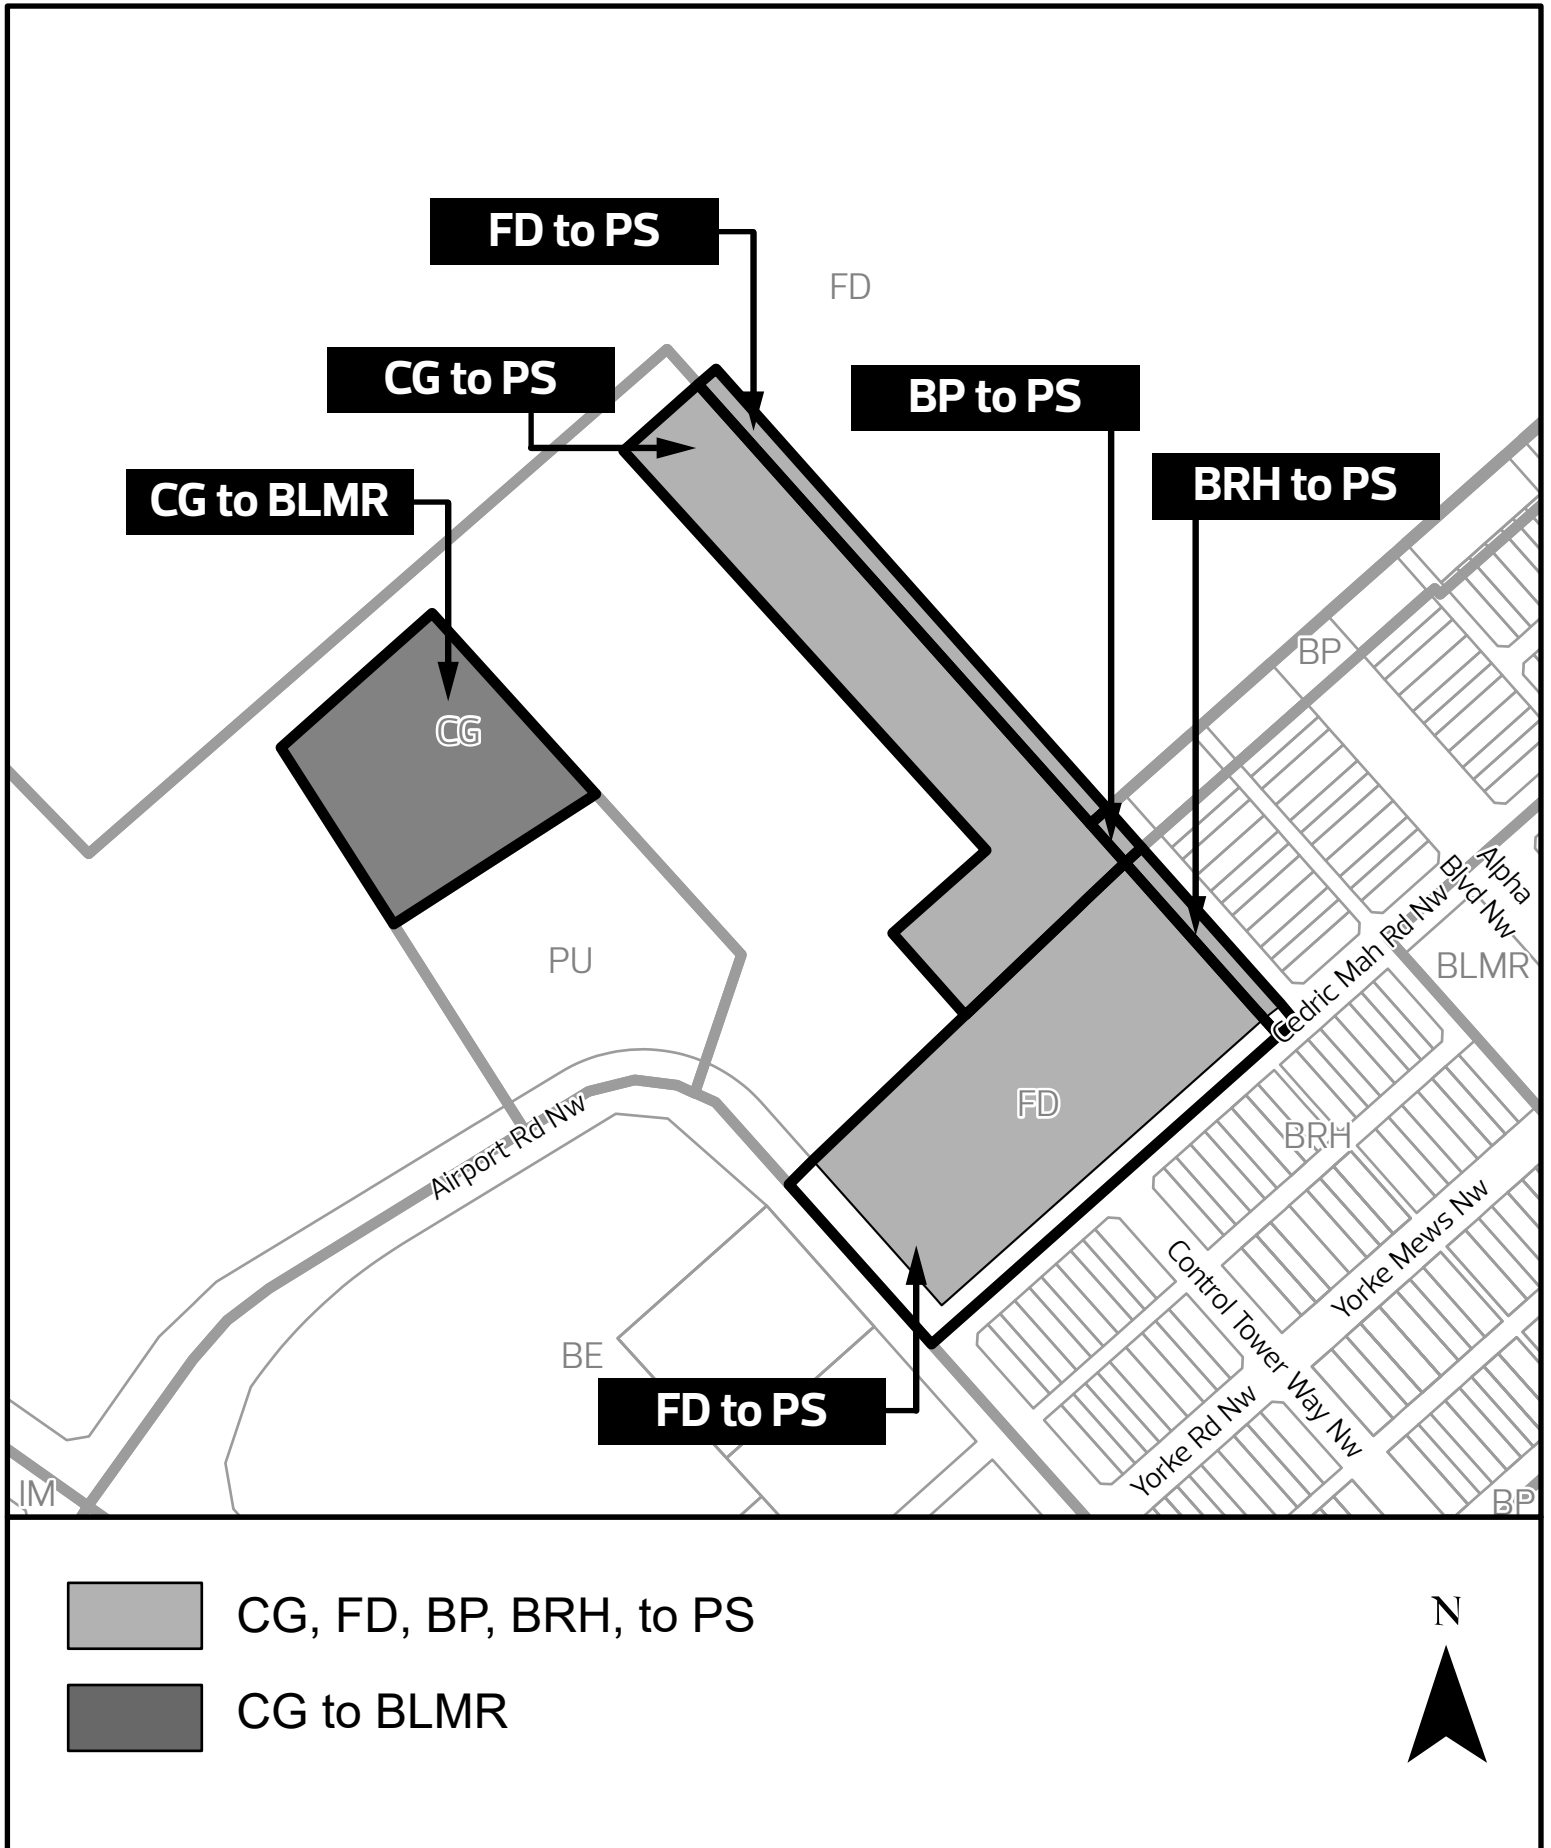 FD to PS
FD
CG to PS
BP to PS
CG to BLMR
BRH to PS
BP
CG
Alpha
Blvd Nw
Cedric Mah Rd Nw
PU
BLMR
FD
Airport Rd Nw
BRH
Yorke Mews Nw
Control Tower Way Nw
BE
FD to PS
Yorke Rd Nw
IM
BP
CG, FD, BP, BRH, to PS
N
CG to BLMR